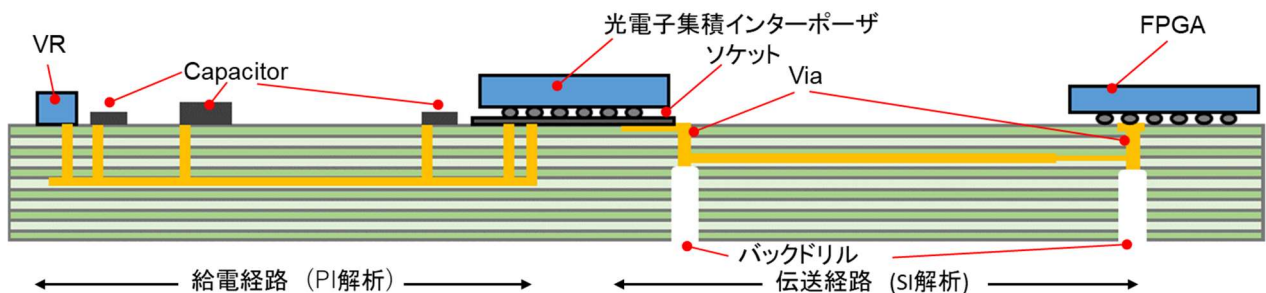 VR
Capacitor
光電子集積インターポーザ
ソケット
Via
FPGA
バックドリル
給電経路 （PI解析）
伝送経路 (SI解析)